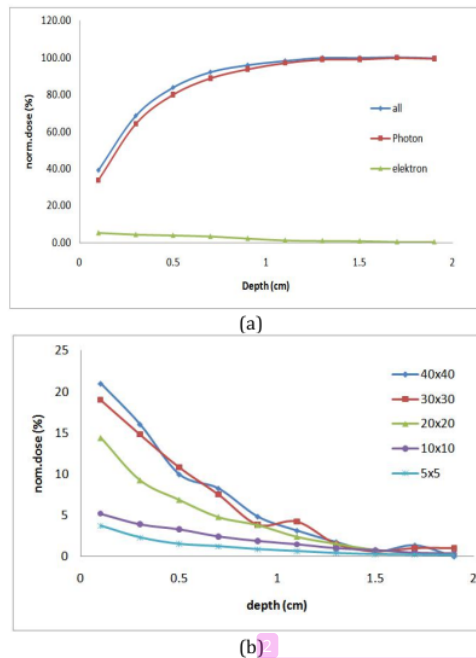 120.00
100.00
80.00
60.00
40.00
20.00
0.00
norm.dose (%)
all
Photon
elektron
0 0.5 1 1.5 2
Depth (cm)
(a)
25
20
15
10
5
0
nom.dose (%)
40x40
30x30
20x20
10x10
5x5
0 0.5 1 1.5 2
depth (cm)
(b) 2